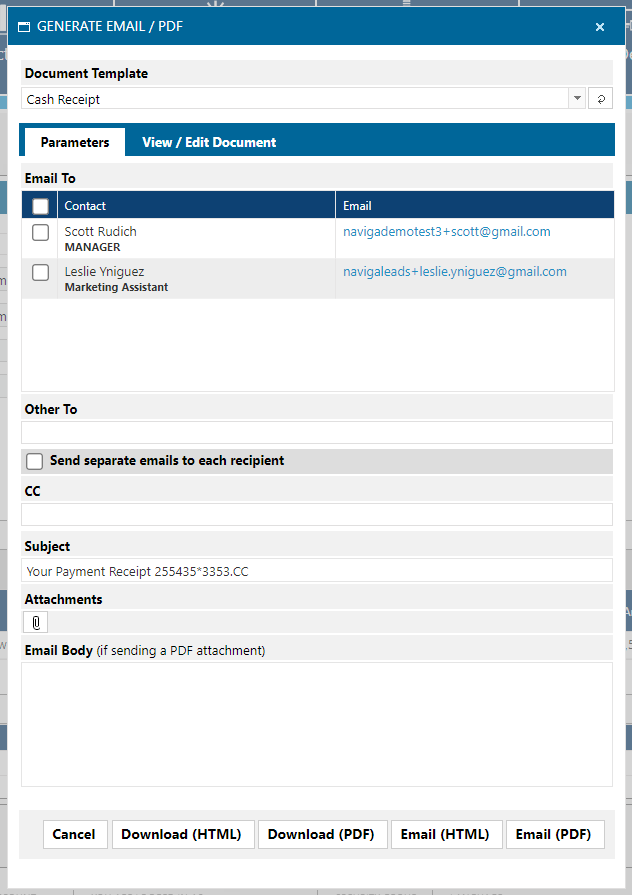 GENERATE EMAIL / PDF
Document Template
Cash Receipt
Parameters View / Edit Document
Email To
Contact Email
Scott Rudich navigademotest3+scott@gmail.com
MANAGER
Leslie Yniguez navigaleads+leslie.yniguez@gmail.com
Marketing Assistant
Other To
Send separate emails to each recipient
CC
Subject
Your Payment Receipt 255435*3353.CC
Attachments
Email Body (if sending a PDF attachment)
Cancel Download (HTML) Download (PDF) Email (HTML) Email (PDF)